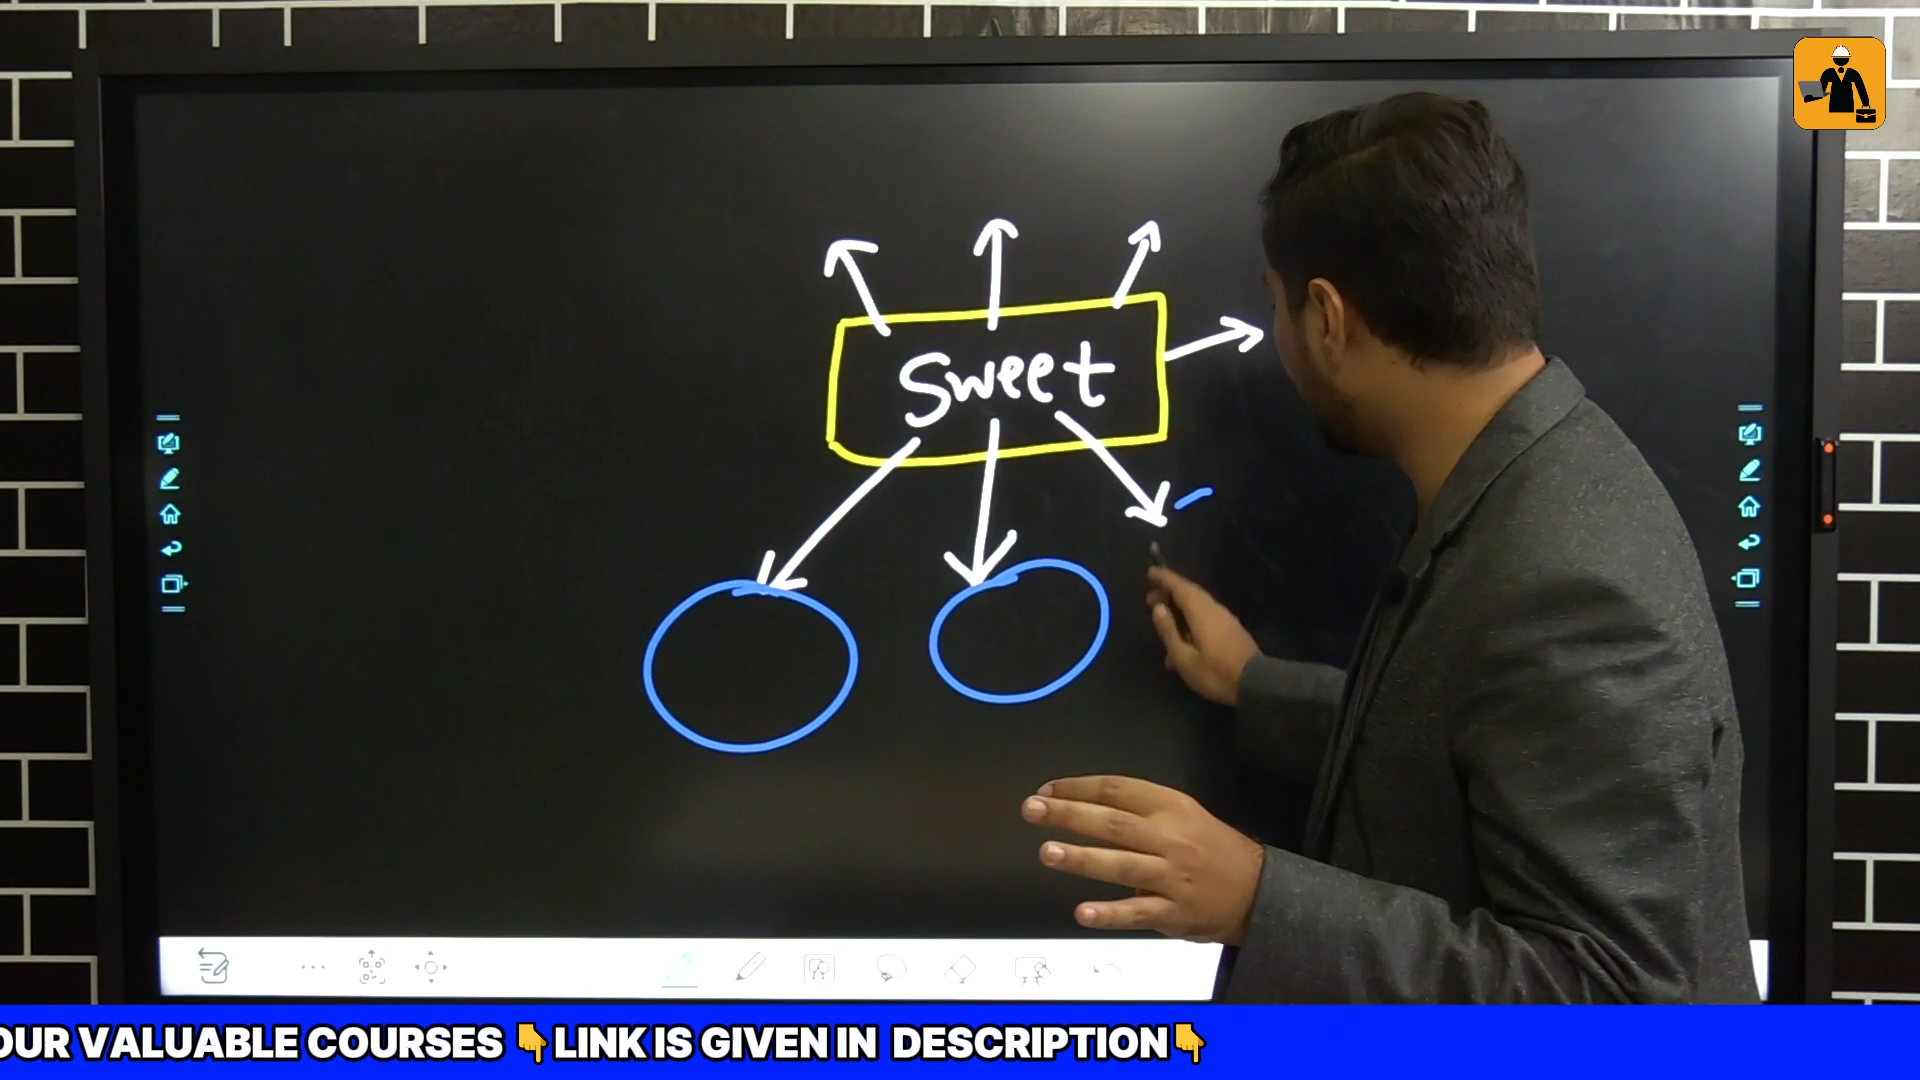 Sweet
OUR VALUABLE COURSES 👇LINK IS GIVEN IN DESCRIPTION👇